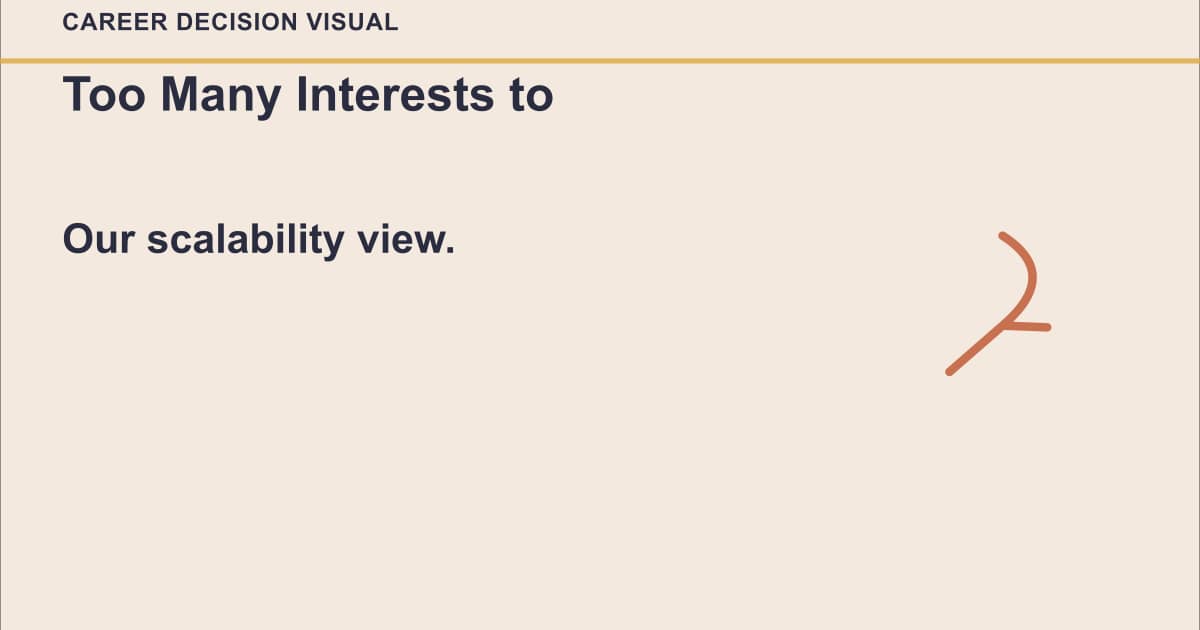 CAREER DECISION VISUAL
Too Many Interests to
Our scalability view.